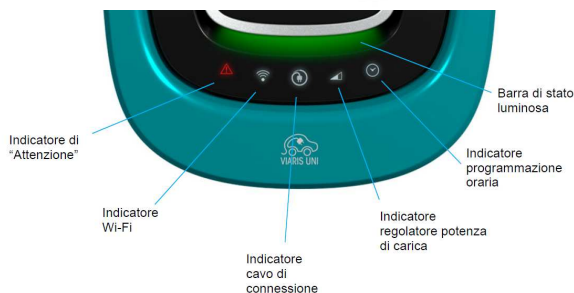 Barra di stato
luminosa
Indicatore di
"Attenzione"
VIARIS UNI
Indicatore
programmazione
oraria
Indicatore
Wi-Fi
Indicatore
regolatore potenza
di carica
Indicatore
cavo di
connessione